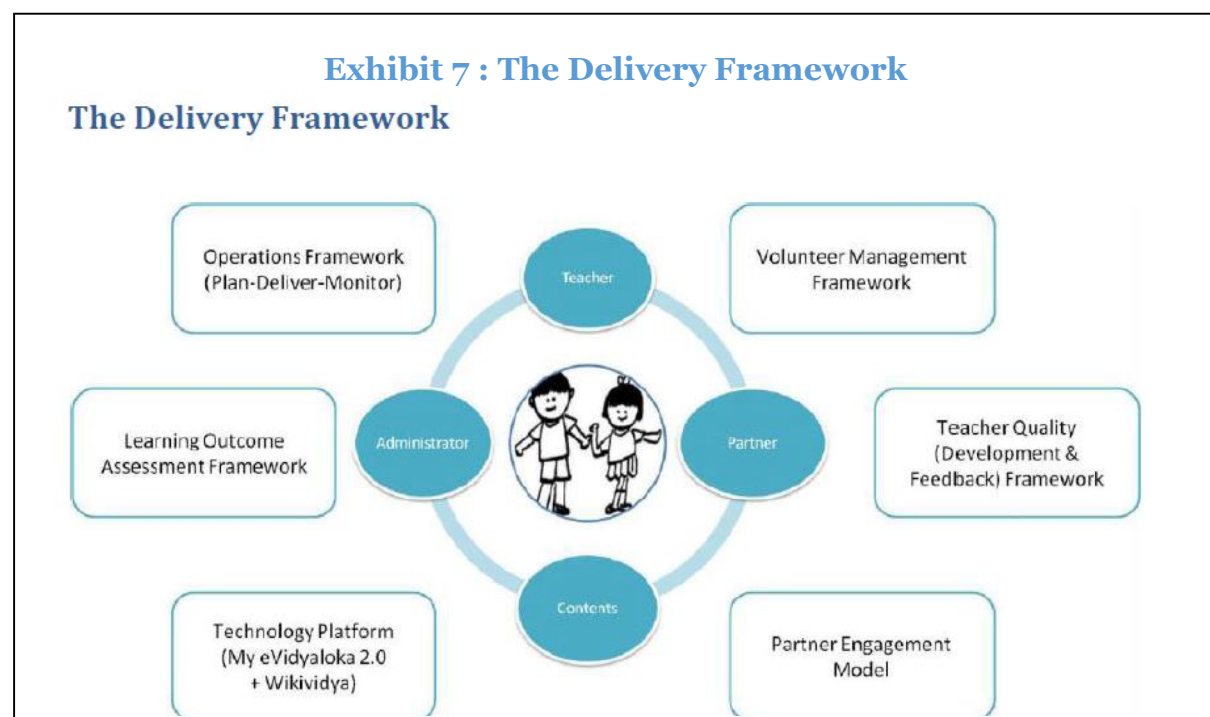 Exhibit 7 : The Delivery Framework
The Delivery Framework
Operations Framework
(Plan-Deliver-Monitor)
Teacher
Volunteer Management
Framework
Learning Outcome
Assessment Framework
Administrator
Partner
Teacher Quality
(Development &
Feedback) Framework
Technology Platform
(My eVidyaloka 2.0
+ Wikividya)
Contents
Partner Engagement
Model